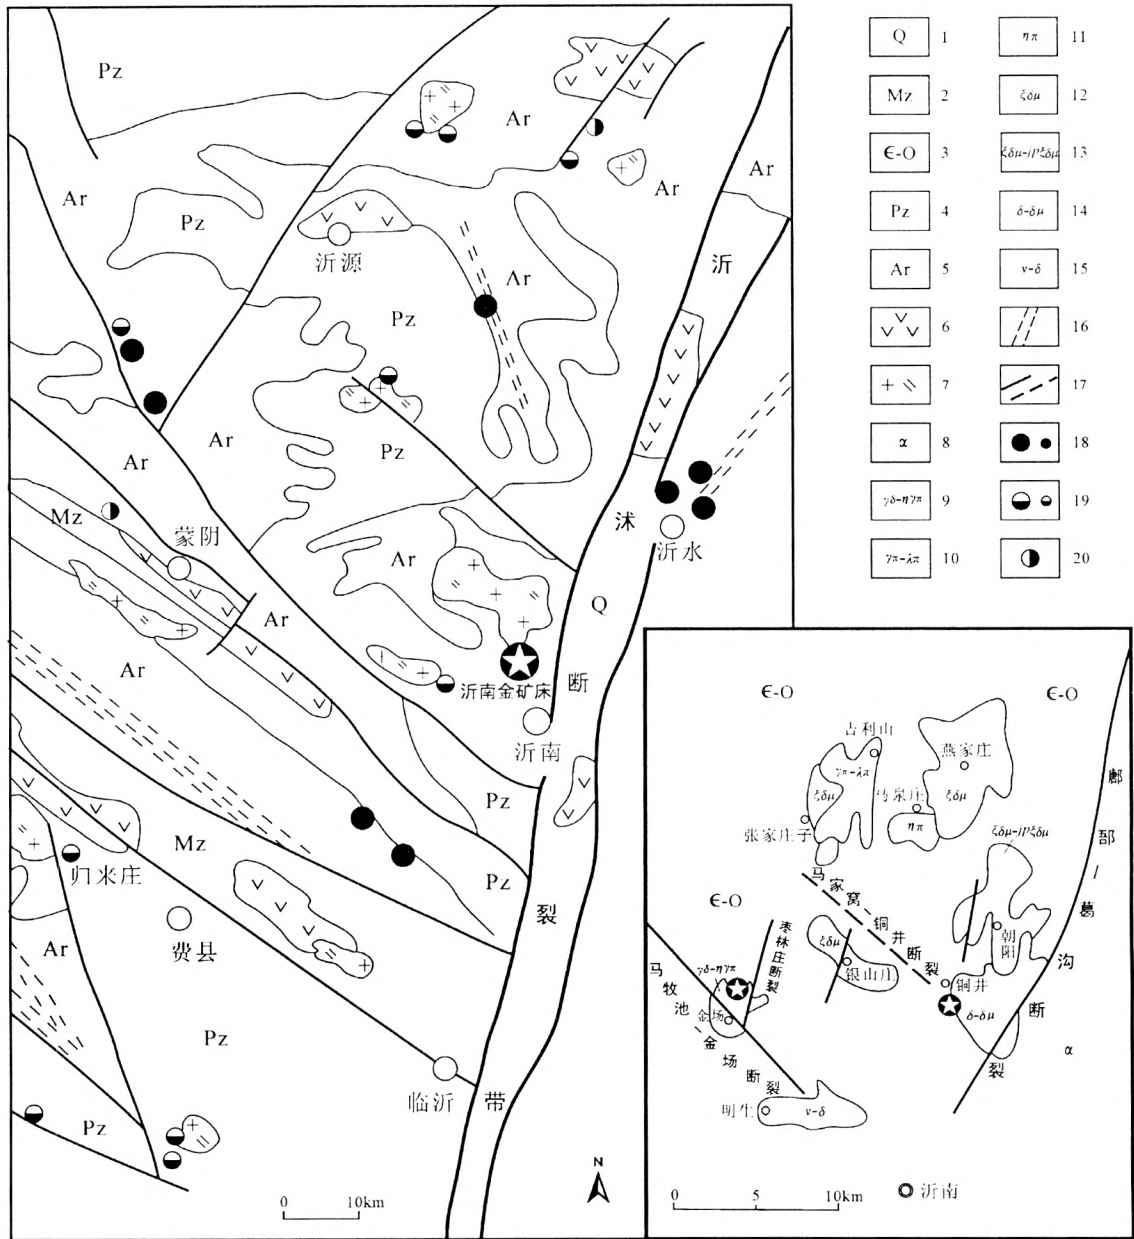 Pz
Ar
Ar
Ar
Pz
Ar
Ar
沂源
沂
Pz
Ar
Pz
Ar
Mz
蒙阴
沭
沂水
Ar
Q
Ar
Ar
沂南金矿床
断
沂南
Pz
Mz
Pz
归来庄
裂
费县
Ar
Pz
临沂
带
Pz
N
0 10km
Q 1
Mz 2
Є-O 3
Pz 4
Ar 5
6
7
α 8
γδ-ηγπ 9
γπ-λπ 10
ηπ 11
ξδμ 12
ξδμ-jPξδμ 13
δ-δμ 14
ν-δ 15
16
17
18
19
20
Є-O
Є-O
古利山
燕家庄
γπ-λπ
ξδμ
马泉庄
ξδμ
ηπ
张家庄子
ξδμ-jPξδμ
鄌郚/葛沟断裂
马家窝-铜井断裂
Є-O
枣林庄断裂
ξδμ
朝阳
银山庄
铜井
γδ-ηγπ
金场
马牧池-金场断裂
δ-δμ
α
明生
ν-δ
沂南
0 5 10km